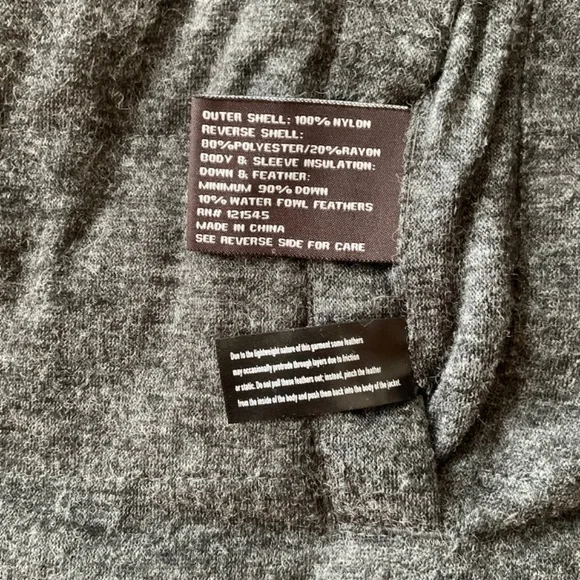 OUTER SHELL: 100% NYLON
REVERSE SHELL:
80%POLYESTER/20%RAYON
BODY & SLEEVE INSULATION:
DOWN & FEATHER:
MINIMUM 90% DOWN
10% WATER FOWL FEATHERS
RN# 121545
MADE IN CHINA
SEE REVERSE SIDE FOR CARE
Due to the lightweight nature of this garment some feathers
may occasionally protrude through layers due to friction
or static. Do not pull these feathers out; instead, pinch the feather
from the inside of the body and push them back into the body of the jacket.